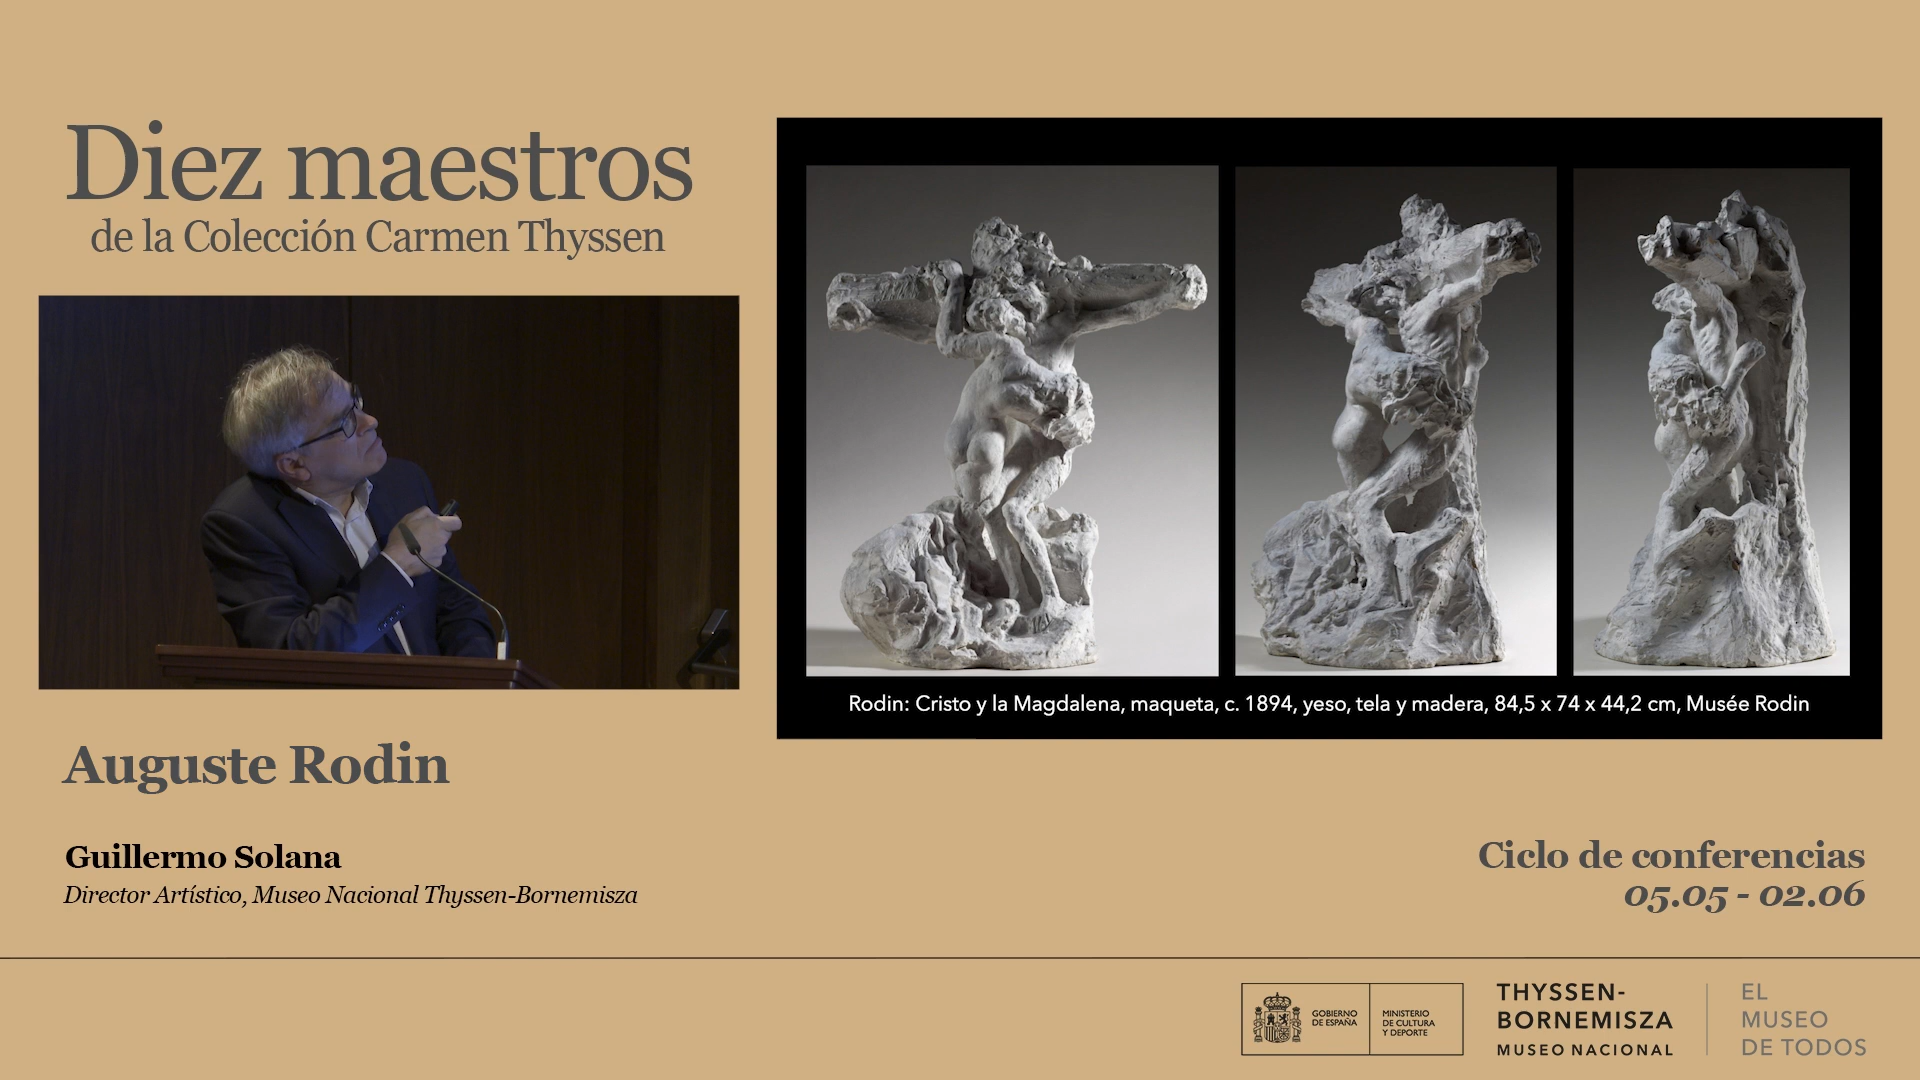 Diez maestros
de la Colección Carmen Thyssen
Rodin: Cristo y la Magdalena, maqueta, c. 1894, yeso, tela y madera, 84,5 x 74 x 44,2 cm, Musée Rodin
Auguste Rodin
Guillermo Solana
Director Artístico, Museo Nacional Thyssen-Bornemisza
Ciclo de conferencias
05.05 - 02.06
GOBIERNO
DE ESPAÑA
MINISTERIO
DE CULTURA
Y DEPORTE
THYSSEN-
BORNEMISZA
MUSEO NACIONAL
EL
MUSEO
DE TODOS